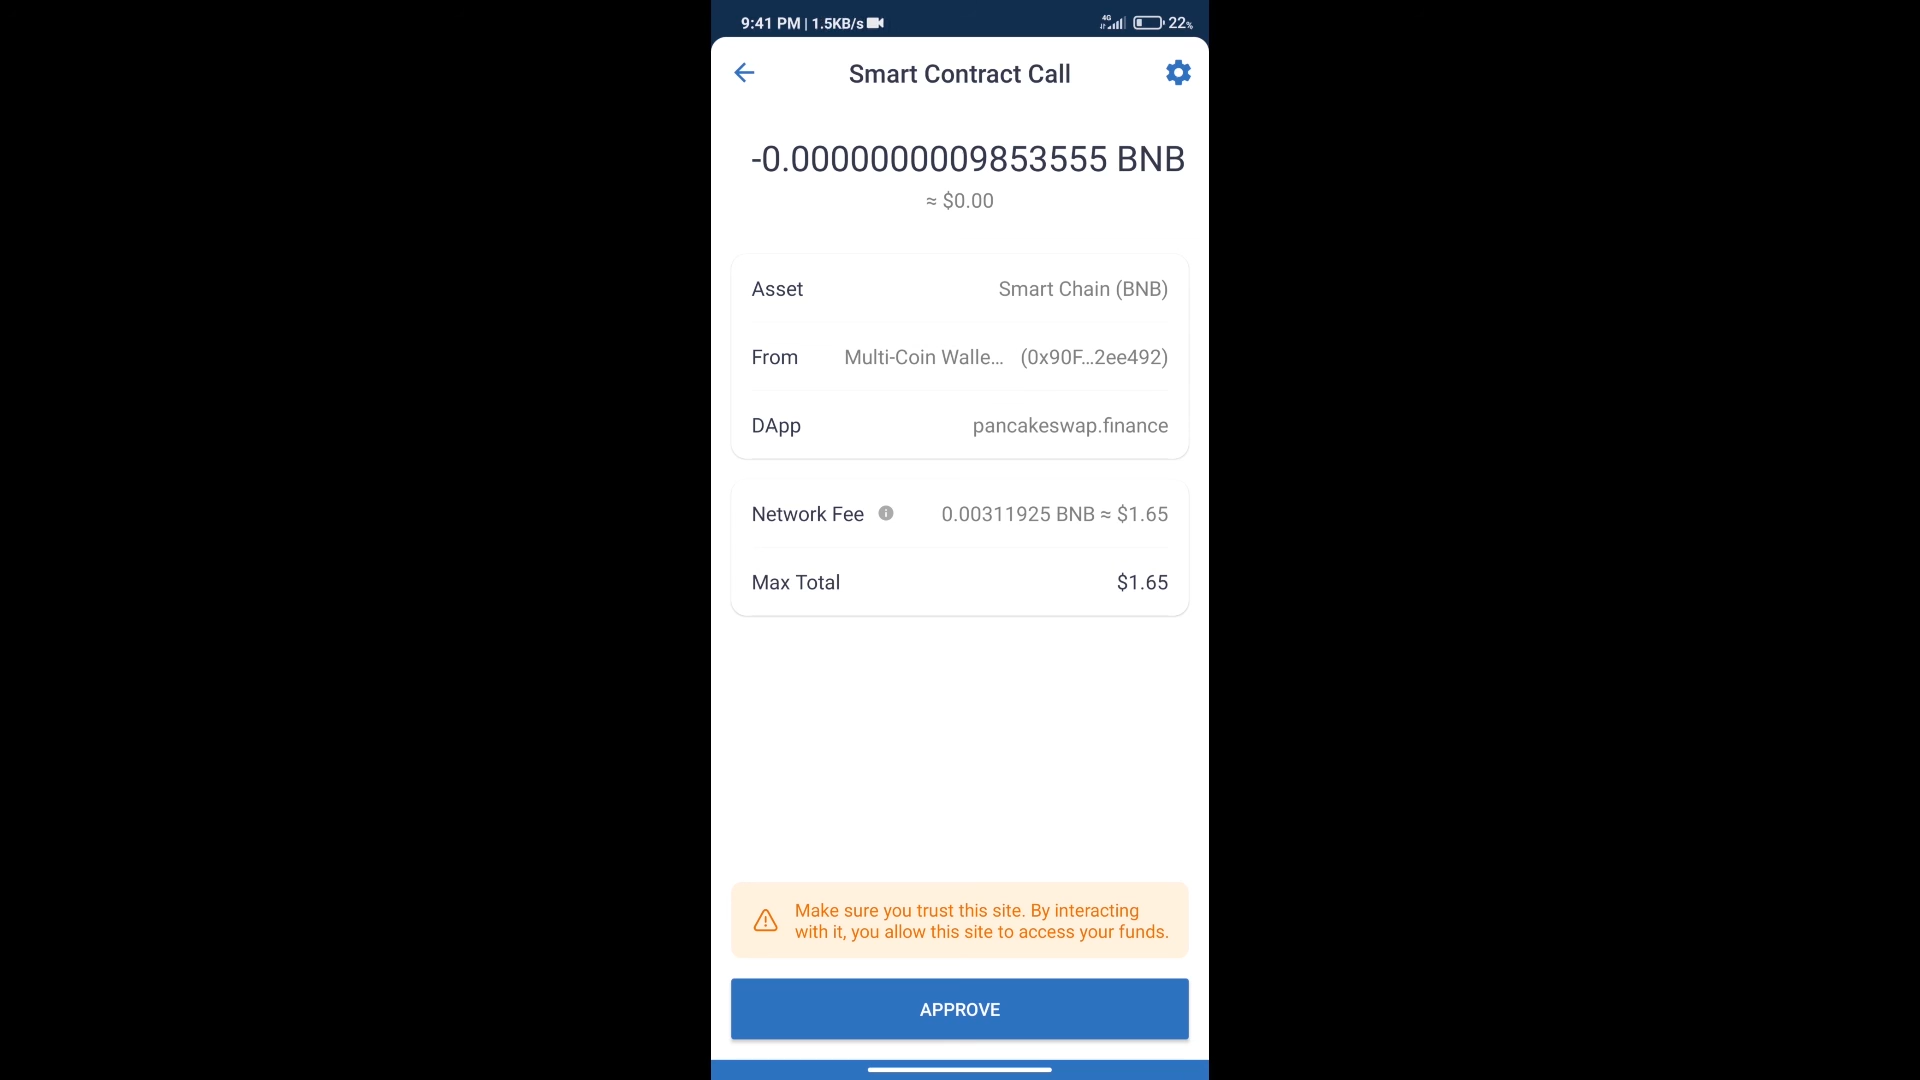 9:41 PM | 1.5KB/s 4G 22%
Smart Contract Call
-0.0000000009853555 BNB
≈ $0.00
Asset Smart Chain (BNB)
From Multi-Coin Walle... (0x90F...2ee492)
DApp pancakeswap.finance
Network Fee 0.00311925 BNB ≈ $1.65
Max Total $1.65
Make sure you trust this site. By interacting
with it, you allow this site to access your funds.
APPROVE